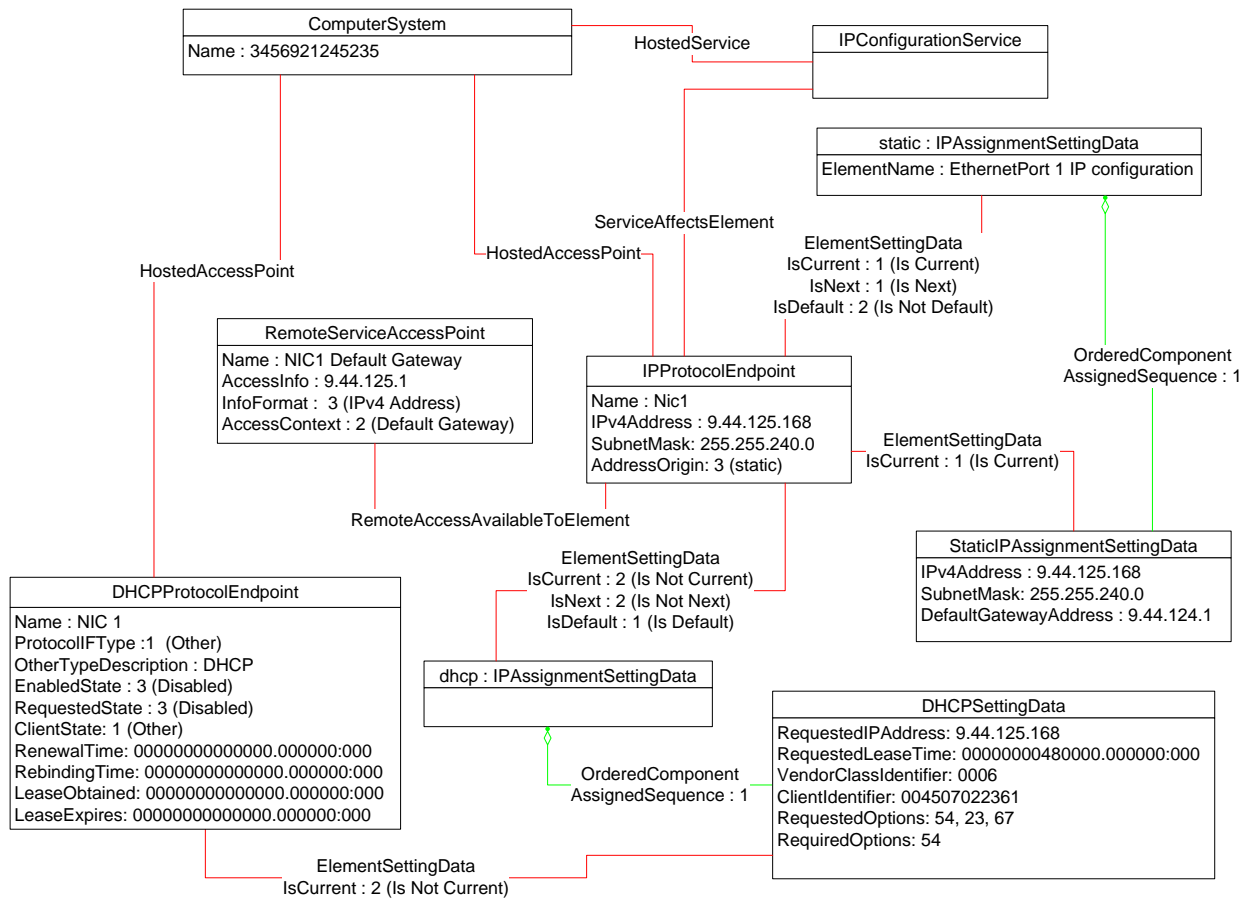 ComputerSystem
Name : 3456921245235
HostedService
IPConfigurationService
static : IPAssignmentSettingData
ElementName : EthernetPort 1 IP configuration
ServiceAffectsElement
HostedAccessPoint
HostedAccessPoint
ElementSettingData
IsCurrent : 1 (Is Current)
IsNext : 1 (Is Next)
IsDefault : 2 (Is Not Default)
RemoteServiceAccessPoint
Name : NIC1 Default Gateway
AccessInfo : 9.44.125.1
InfoFormat :  3 (IPv4 Address)
AccessContext : 2 (Default Gateway)
IPProtocolEndpoint
Name : Nic1
IPv4Address : 9.44.125.168
SubnetMask: 255.255.240.0
AddressOrigin: 3 (static)
OrderedComponent
AssignedSequence : 1
ElementSettingData
IsCurrent : 1 (Is Current)
RemoteAccessAvailableToElement
StaticIPAssignmentSettingData
IPv4Address : 9.44.125.168
SubnetMask: 255.255.240.0
DefaultGatewayAddress : 9.44.124.1
ElementSettingData
IsCurrent : 2 (Is Not Current)
IsNext : 2 (Is Not Next)
IsDefault : 1 (Is Default)
DHCPProtocolEndpoint
Name : NIC 1
ProtocolIFType :1  (Other)
OtherTypeDescription : DHCP
EnabledState : 3 (Disabled)
RequestedState : 3 (Disabled)
ClientState: 1 (Other)
RenewalTime: 00000000000000.000000:000
RebindingTime: 00000000000000.000000:000
LeaseObtained: 00000000000000.000000:000
LeaseExpires: 00000000000000.000000:000
dhcp : IPAssignmentSettingData
OrderedComponent
AssignedSequence : 1
DHCPSettingData
RequestedIPAddress: 9.44.125.168
RequestedLeaseTime: 00000000480000.000000:000
VendorClassIdentifier: 0006
ClientIdentifier: 004507022361
RequestedOptions: 54, 23, 67
RequiredOptions: 54
ElementSettingData
IsCurrent : 2 (Is Not Current)